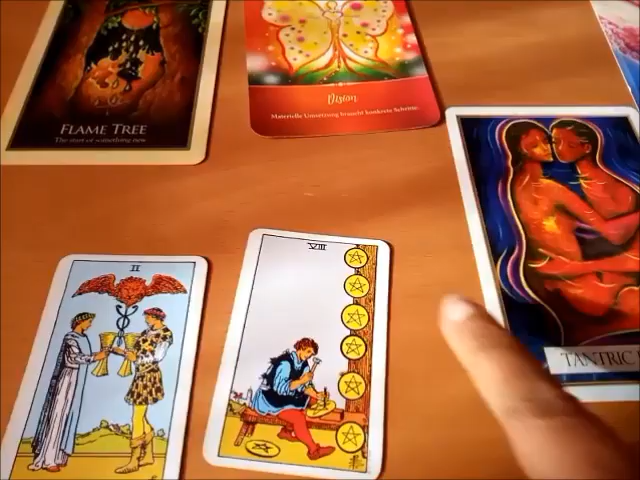 FLAME TREE
The start of something new
Vision
Materielle Umsetzung braucht konkrete Schritte.
II
VIII
TANTRIC